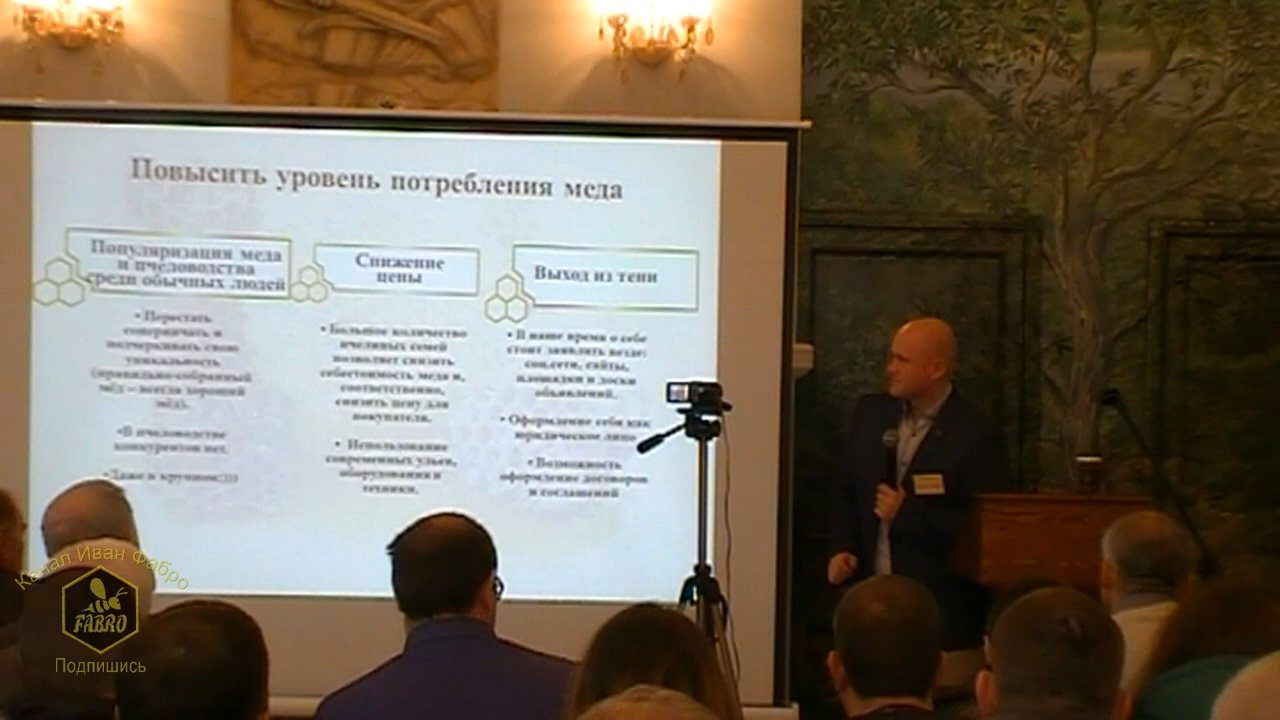 Повысить уровень потребления меда
Популяризация меда
и пчеловодства
среди обычных людей
• Перестать
соперничать и
подчеркивать свою
уникальность
(правильно-собранный
мёд – всегда хороший
мёд).
•В пчеловодстве
конкурентов нет.
•Даже в крупном;)))
Снижение
цены
• Большое количество
пчелиных семей
позволяет снизить
себестоимость меда и,
соответственно,
снизить цену для
покупателя.
• Использование
современных ульев,
оборудования и
техники.
Выход из тени
• В наше время о себе
стоит заявлять везде:
соц.сети, сайты,
площадки и доски
объявлений.
• Оформление себя как
юридическое лицо
• Возможность
оформление договоров
и соглашений
Канал Иван Фабро
FABRO
Подпишись